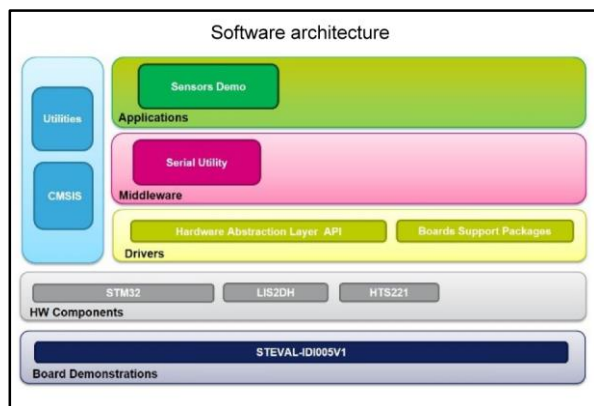 Software architecture
Sensors Demo
Applications
Utilities
CMSIS
Serial Utility
Middleware
Hardware Abstraction Layer API
Boards Support Packages
Drivers
STM32
LIS2DH
HTS221
HW Components
STEVAL-IDI005V1
Board Demonstrations